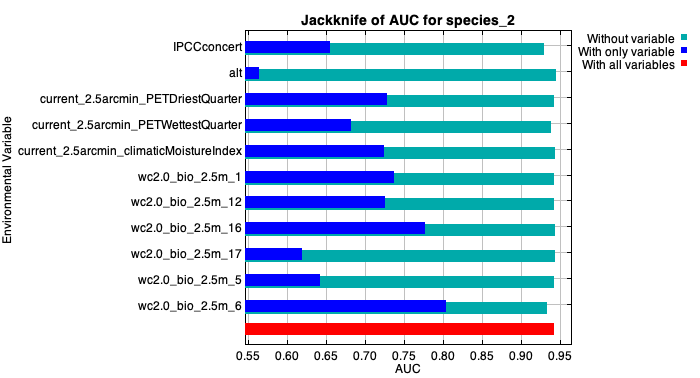 Jackknife of AUC for species_2
Without variable
With only variable
With all variables
Environmental Variable
IPCCconcert
alt
current_2.5arcmin_PETDriestQuarter
current_2.5arcmin_PETWettestQuarter
current_2.5arcmin_climaticMoistureIndex
wc2.0_bio_2.5m_1
wc2.0_bio_2.5m_12
wc2.0_bio_2.5m_16
wc2.0_bio_2.5m_17
wc2.0_bio_2.5m_5
wc2.0_bio_2.5m_6
0.55 0.60 0.65 0.70 0.75 0.80 0.85 0.90 0.95
AUC